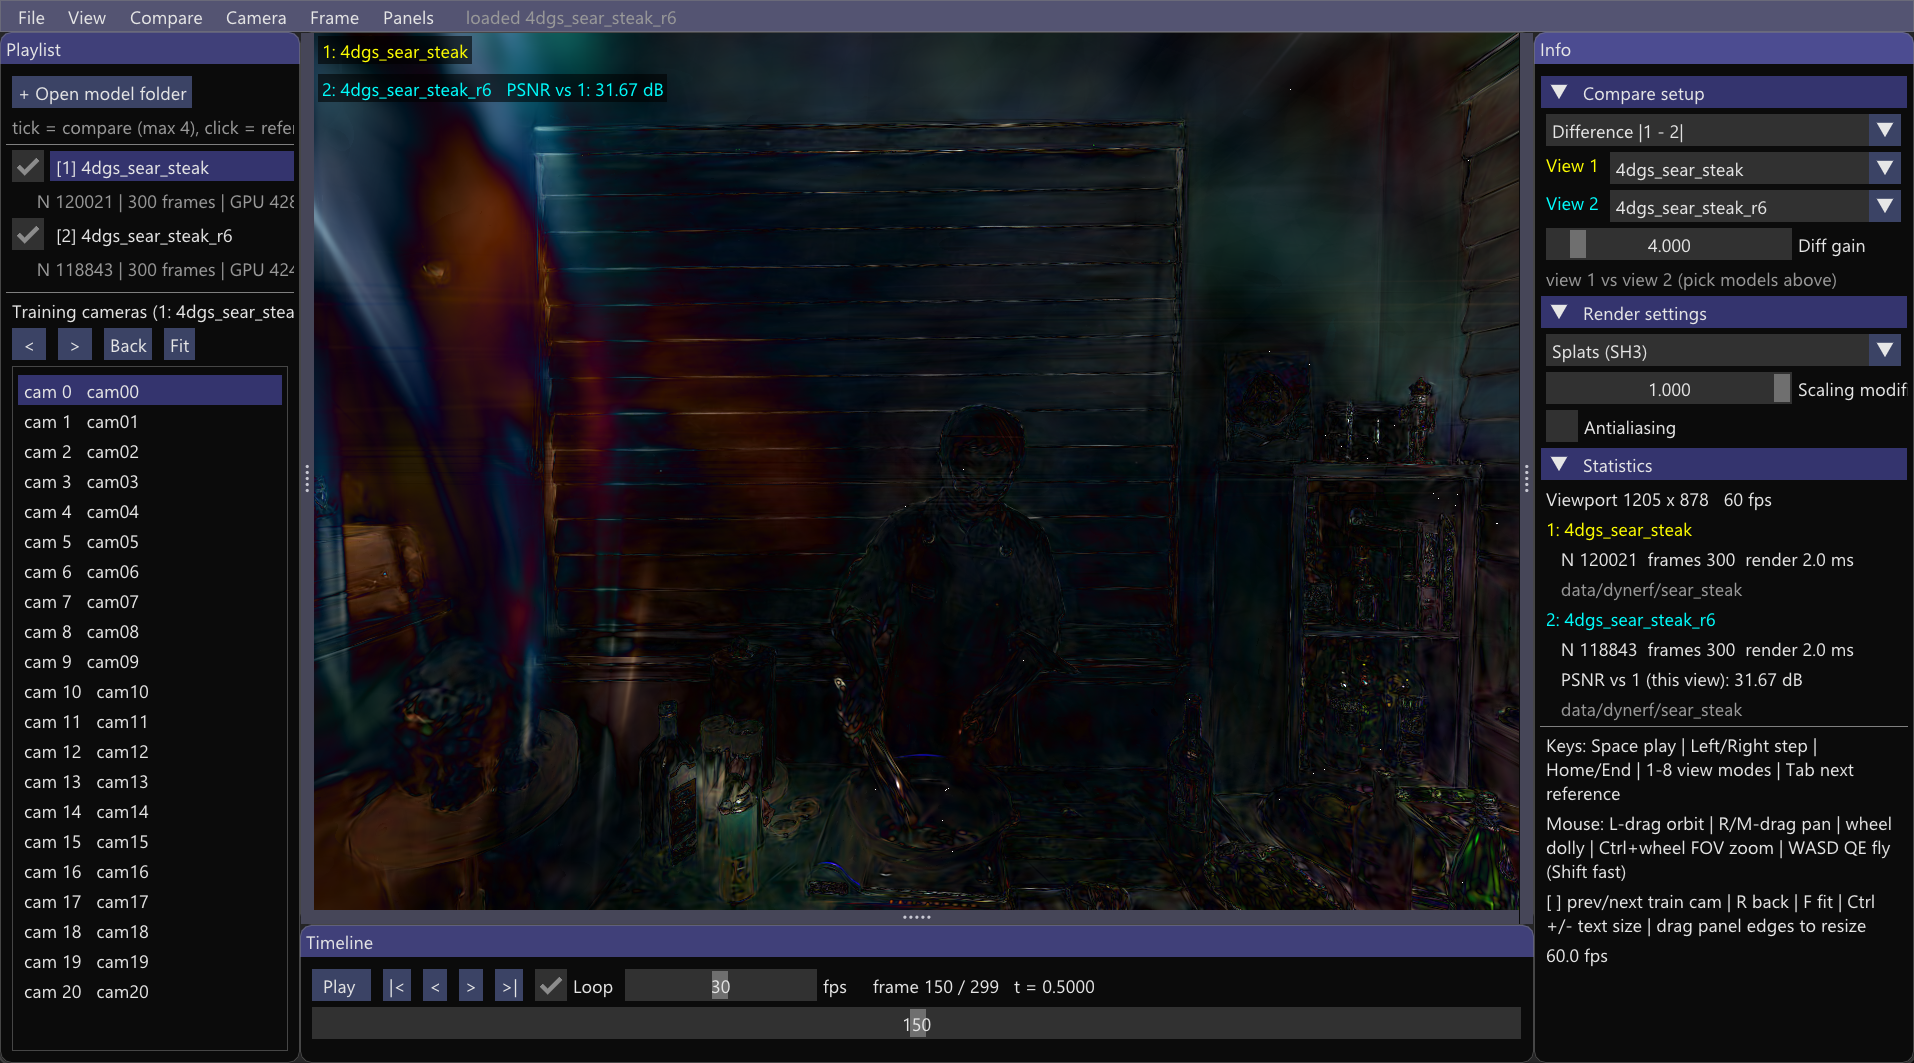 File View Compare Camera Frame Panels loaded 4dgs_sear_steak_r6
Playlist
+ Open model folder
tick = compare (max 4), click = refer
[1] 4dgs_sear_steak
N 120021 | 300 frames | GPU 428
[2] 4dgs_sear_steak_r6
N 118843 | 300 frames | GPU 424
Training cameras (1: 4dgs_sear_stea
< > Back Fit
cam 0 cam00
cam 1 cam01
cam 2 cam02
cam 3 cam03
cam 4 cam04
cam 5 cam05
cam 6 cam06
cam 7 cam07
cam 8 cam08
cam 9 cam09
cam 10 cam10
cam 11 cam11
cam 12 cam12
cam 13 cam13
cam 14 cam14
cam 15 cam15
cam 16 cam16
cam 17 cam17
cam 18 cam18
cam 19 cam19
cam 20 cam20
1: 4dgs_sear_steak
2: 4dgs_sear_steak_r6 PSNR vs 1: 31.67 dB
Timeline
Play |< < > >| Loop 30 fps frame 150 / 299 t = 0.5000
150
Info
Compare setup
Difference |1 - 2|
View 1 4dgs_sear_steak
View 2 4dgs_sear_steak_r6
4.000 Diff gain
view 1 vs view 2 (pick models above)
Render settings
Splats (SH3)
1.000 Scaling modif
Antialiasing
Statistics
Viewport 1205 x 878 60 fps
1: 4dgs_sear_steak
N 120021 frames 300 render 2.0 ms
data/dynerf/sear_steak
2: 4dgs_sear_steak_r6
N 118843 frames 300 render 2.0 ms
PSNR vs 1 (this view): 31.67 dB
data/dynerf/sear_steak
Keys: Space play | Left/Right step |
Home/End | 1-8 view modes | Tab next
reference
Mouse: L-drag orbit | R/M-drag pan | wheel
dolly | Ctrl+wheel FOV zoom | WASD QE fly
(Shift fast)
[ ] prev/next train cam | R back | F fit | Ctrl
+/- text size | drag panel edges to resize
60.0 fps